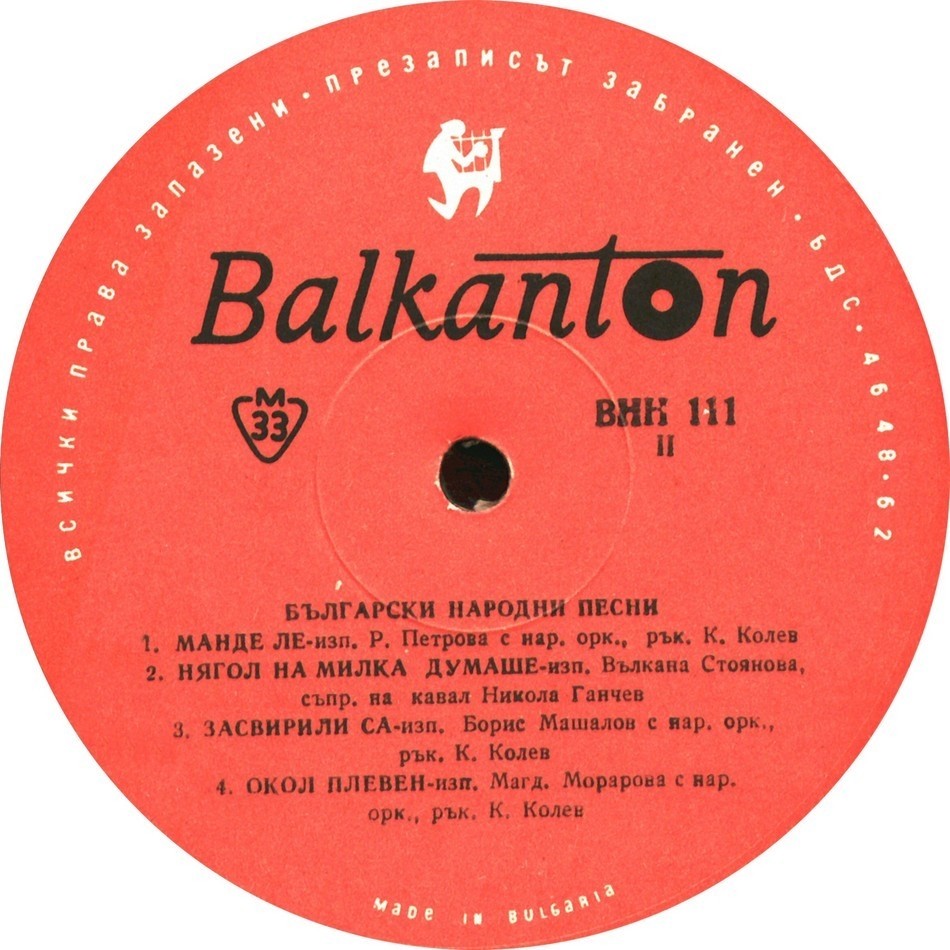 ВСИЧКИ ПРАВА ЗАПАЗЕНИ · ПРЕЗАПИСЪТ ЗАБРАНЕН · БДС · 4648 · 62
Balkanton
М
33
ВНК 111
II
БЪЛГАРСКИ НАРОДНИ ПЕСНИ
1. МАНДЕ ЛЕ-изп. Р. Петрова с нар. орк., рък. К. Колев
2. НЯГОЛ НА МИЛКА ДУМАШЕ-изп. Вълкана Стоянова,
съпр. на кавал Никола Ганчев
3. ЗАСВИРИЛИ СА-изп. Борис Машалов с нар. орк.,
рък. К. Колев
4. ОКОЛ ПЛЕВЕН-изп. Магд. Морарова с нар.
орк., рък. К. Колев
MADE IN BULGARIA